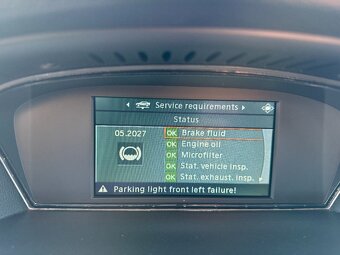 Service requirements
Status
05.2027
OK Brake fluid
OK Engine oil
OK Microfilter
OK Stat. vehicle insp.
OK Stat. exhaust. insp.
Parking light front left failure!